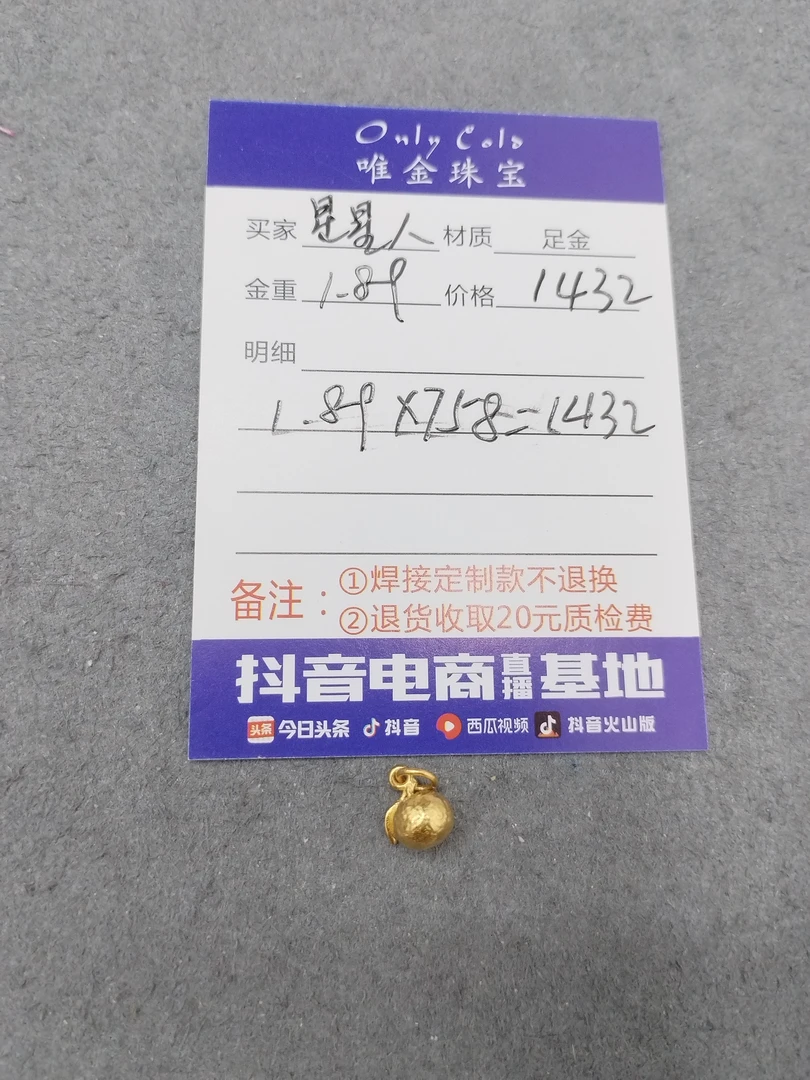 Only Gold
唯金珠宝
买家 星星人 材质 足金
金重 1.89 价格 1432
明细
1.89×758=1432
备注：①焊接定制款不退换
②退货收取20元质检费
抖音电商直播基地
头条 今日头条 抖音 西瓜视频 抖音火山版